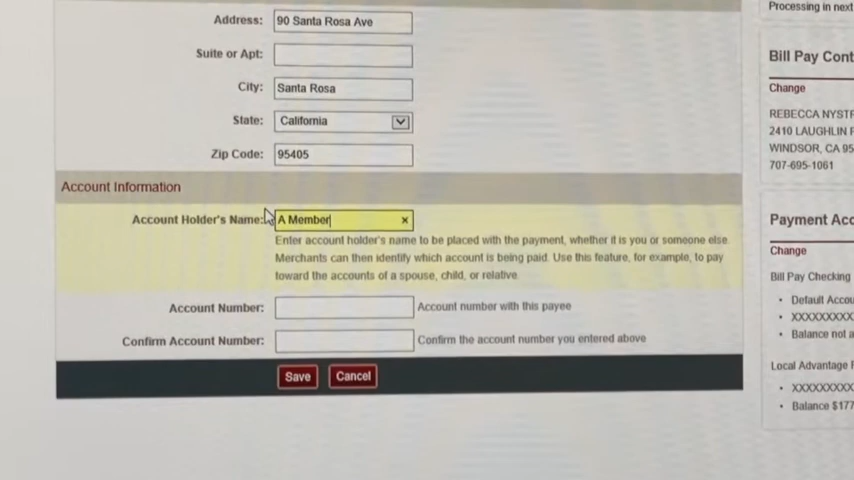 Address: 90 Santa Rosa Ave
Suite or Apt:
City: Santa Rosa
State: California
Zip Code: 95405
Account Information
Account Holder's Name: A Member ×
Enter account holder's name to be placed with the payment, whether it is you or someone else.
Merchants can then identify which account is being paid. Use this feature, for example, to pay
toward the accounts of a spouse, child, or relative.
Account Number: Account number with this payee
Confirm Account Number: Confirm the account number you entered above
Save Cancel
Processing in next
Bill Pay Cont
Change
REBECCA NYSTR
2410 LAUGHLIN R
WINDSOR, CA 95
707-695-1061
Payment Acc
Change
Bill Pay Checking
• Default Accou
• XXXXXXXXX
• Balance not a
Local Advantage
• XXXXXXXXX
• Balance $177